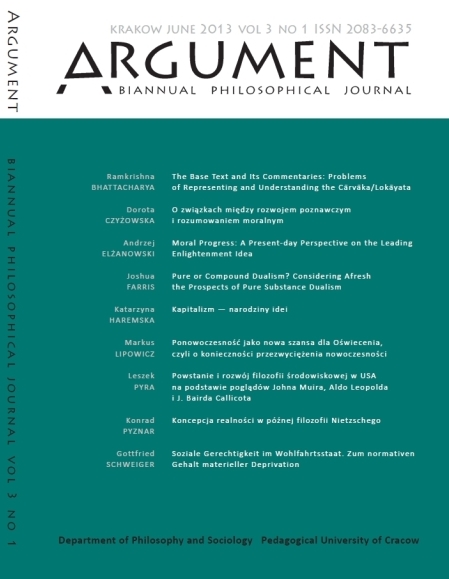 KRAKOW JUNE 2013 VOL 3 NO 1 ISSN 2083-6635
ARGUMENT
BIANNUAL PHILOSOPHICAL JOURNAL
ARGUMENT BIANNUAL PHILOSOPHICAL JOURNAL VOL 3 NO 1
Ramkrishna BHATTACHARYA
The Base Text and Its Commentaries: Problems
of Representing and Understanding the Cārvāka/Lokāyata
Dorota CZYŻOWSKA
O związkach między rozwojem poznawczym
i rozumowaniem moralnym
Andrzej ELŻANOWSKI
Moral Progress: A Present-day Perspective on the Leading
Enlightenment Idea
Joshua FARRIS
Pure or Compound Dualism? Considering Afresh
the Prospects of Pure Substance Dualism
Katarzyna HAREMSKA
Kapitalizm — narodziny idei
Markus LIPOWICZ
Ponowoczesność jako nowa szansa dla Oświecenia,
czyli o konieczności przezwyciężenia nowoczesności
Leszek PYRA
Powstanie i rozwój filozofii środowiskowej w USA
na podstawie poglądów Johna Muira, Aldo Leopolda
i J. Bairda Callicota
Konrad PYZNAR
Koncepcja realności w późnej filozofii Nietzschego
Gottfried SCHWEIGER
Soziale Gerechtigkeit im Wohlfahrtsstaat. Zum normativen
Gehalt materieller Deprivation
Department of Philosophy and Sociology Pedagogical University of Cracow